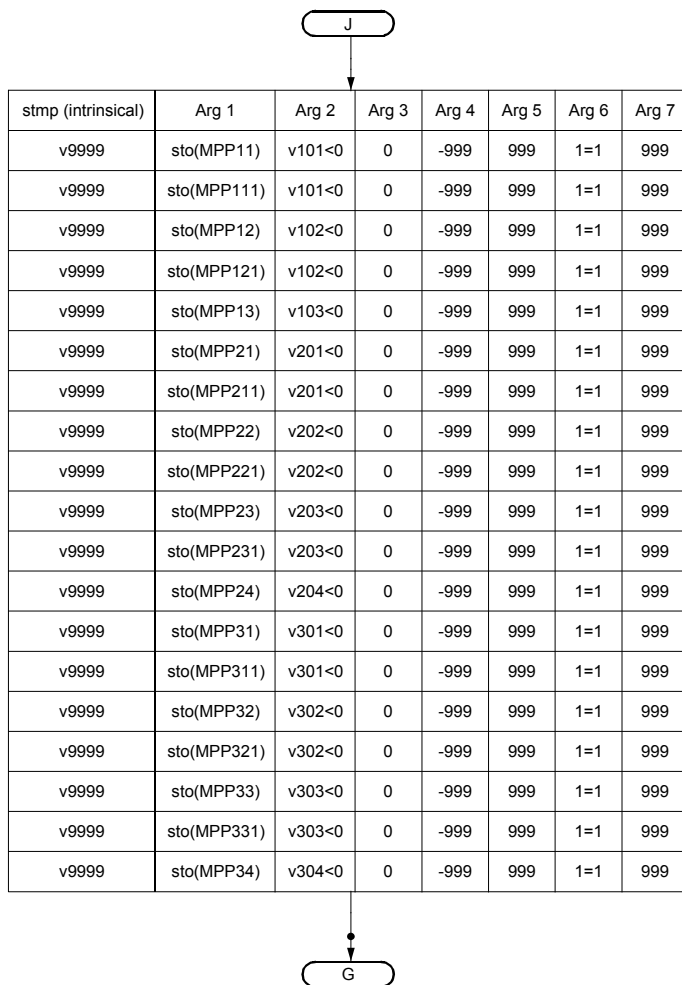 J
stmp (intrinsical) Arg 1 Arg 2 Arg 3 Arg 4 Arg 5 Arg 6 Arg 7
v9999 sto(MPP11) v101<0 0 -999 999 1=1 999
v9999 sto(MPP111) v101<0 0 -999 999 1=1 999
v9999 sto(MPP12) v102<0 0 -999 999 1=1 999
v9999 sto(MPP121) v102<0 0 -999 999 1=1 999
v9999 sto(MPP13) v103<0 0 -999 999 1=1 999
v9999 sto(MPP21) v201<0 0 -999 999 1=1 999
v9999 sto(MPP211) v201<0 0 -999 999 1=1 999
v9999 sto(MPP22) v202<0 0 -999 999 1=1 999
v9999 sto(MPP221) v202<0 0 -999 999 1=1 999
v9999 sto(MPP23) v203<0 0 -999 999 1=1 999
v9999 sto(MPP231) v203<0 0 -999 999 1=1 999
v9999 sto(MPP24) v204<0 0 -999 999 1=1 999
v9999 sto(MPP31) v301<0 0 -999 999 1=1 999
v9999 sto(MPP311) v301<0 0 -999 999 1=1 999
v9999 sto(MPP32) v302<0 0 -999 999 1=1 999
v9999 sto(MPP321) v302<0 0 -999 999 1=1 999
v9999 sto(MPP33) v303<0 0 -999 999 1=1 999
v9999 sto(MPP331) v303<0 0 -999 999 1=1 999
v9999 sto(MPP34) v304<0 0 -999 999 1=1 999
G